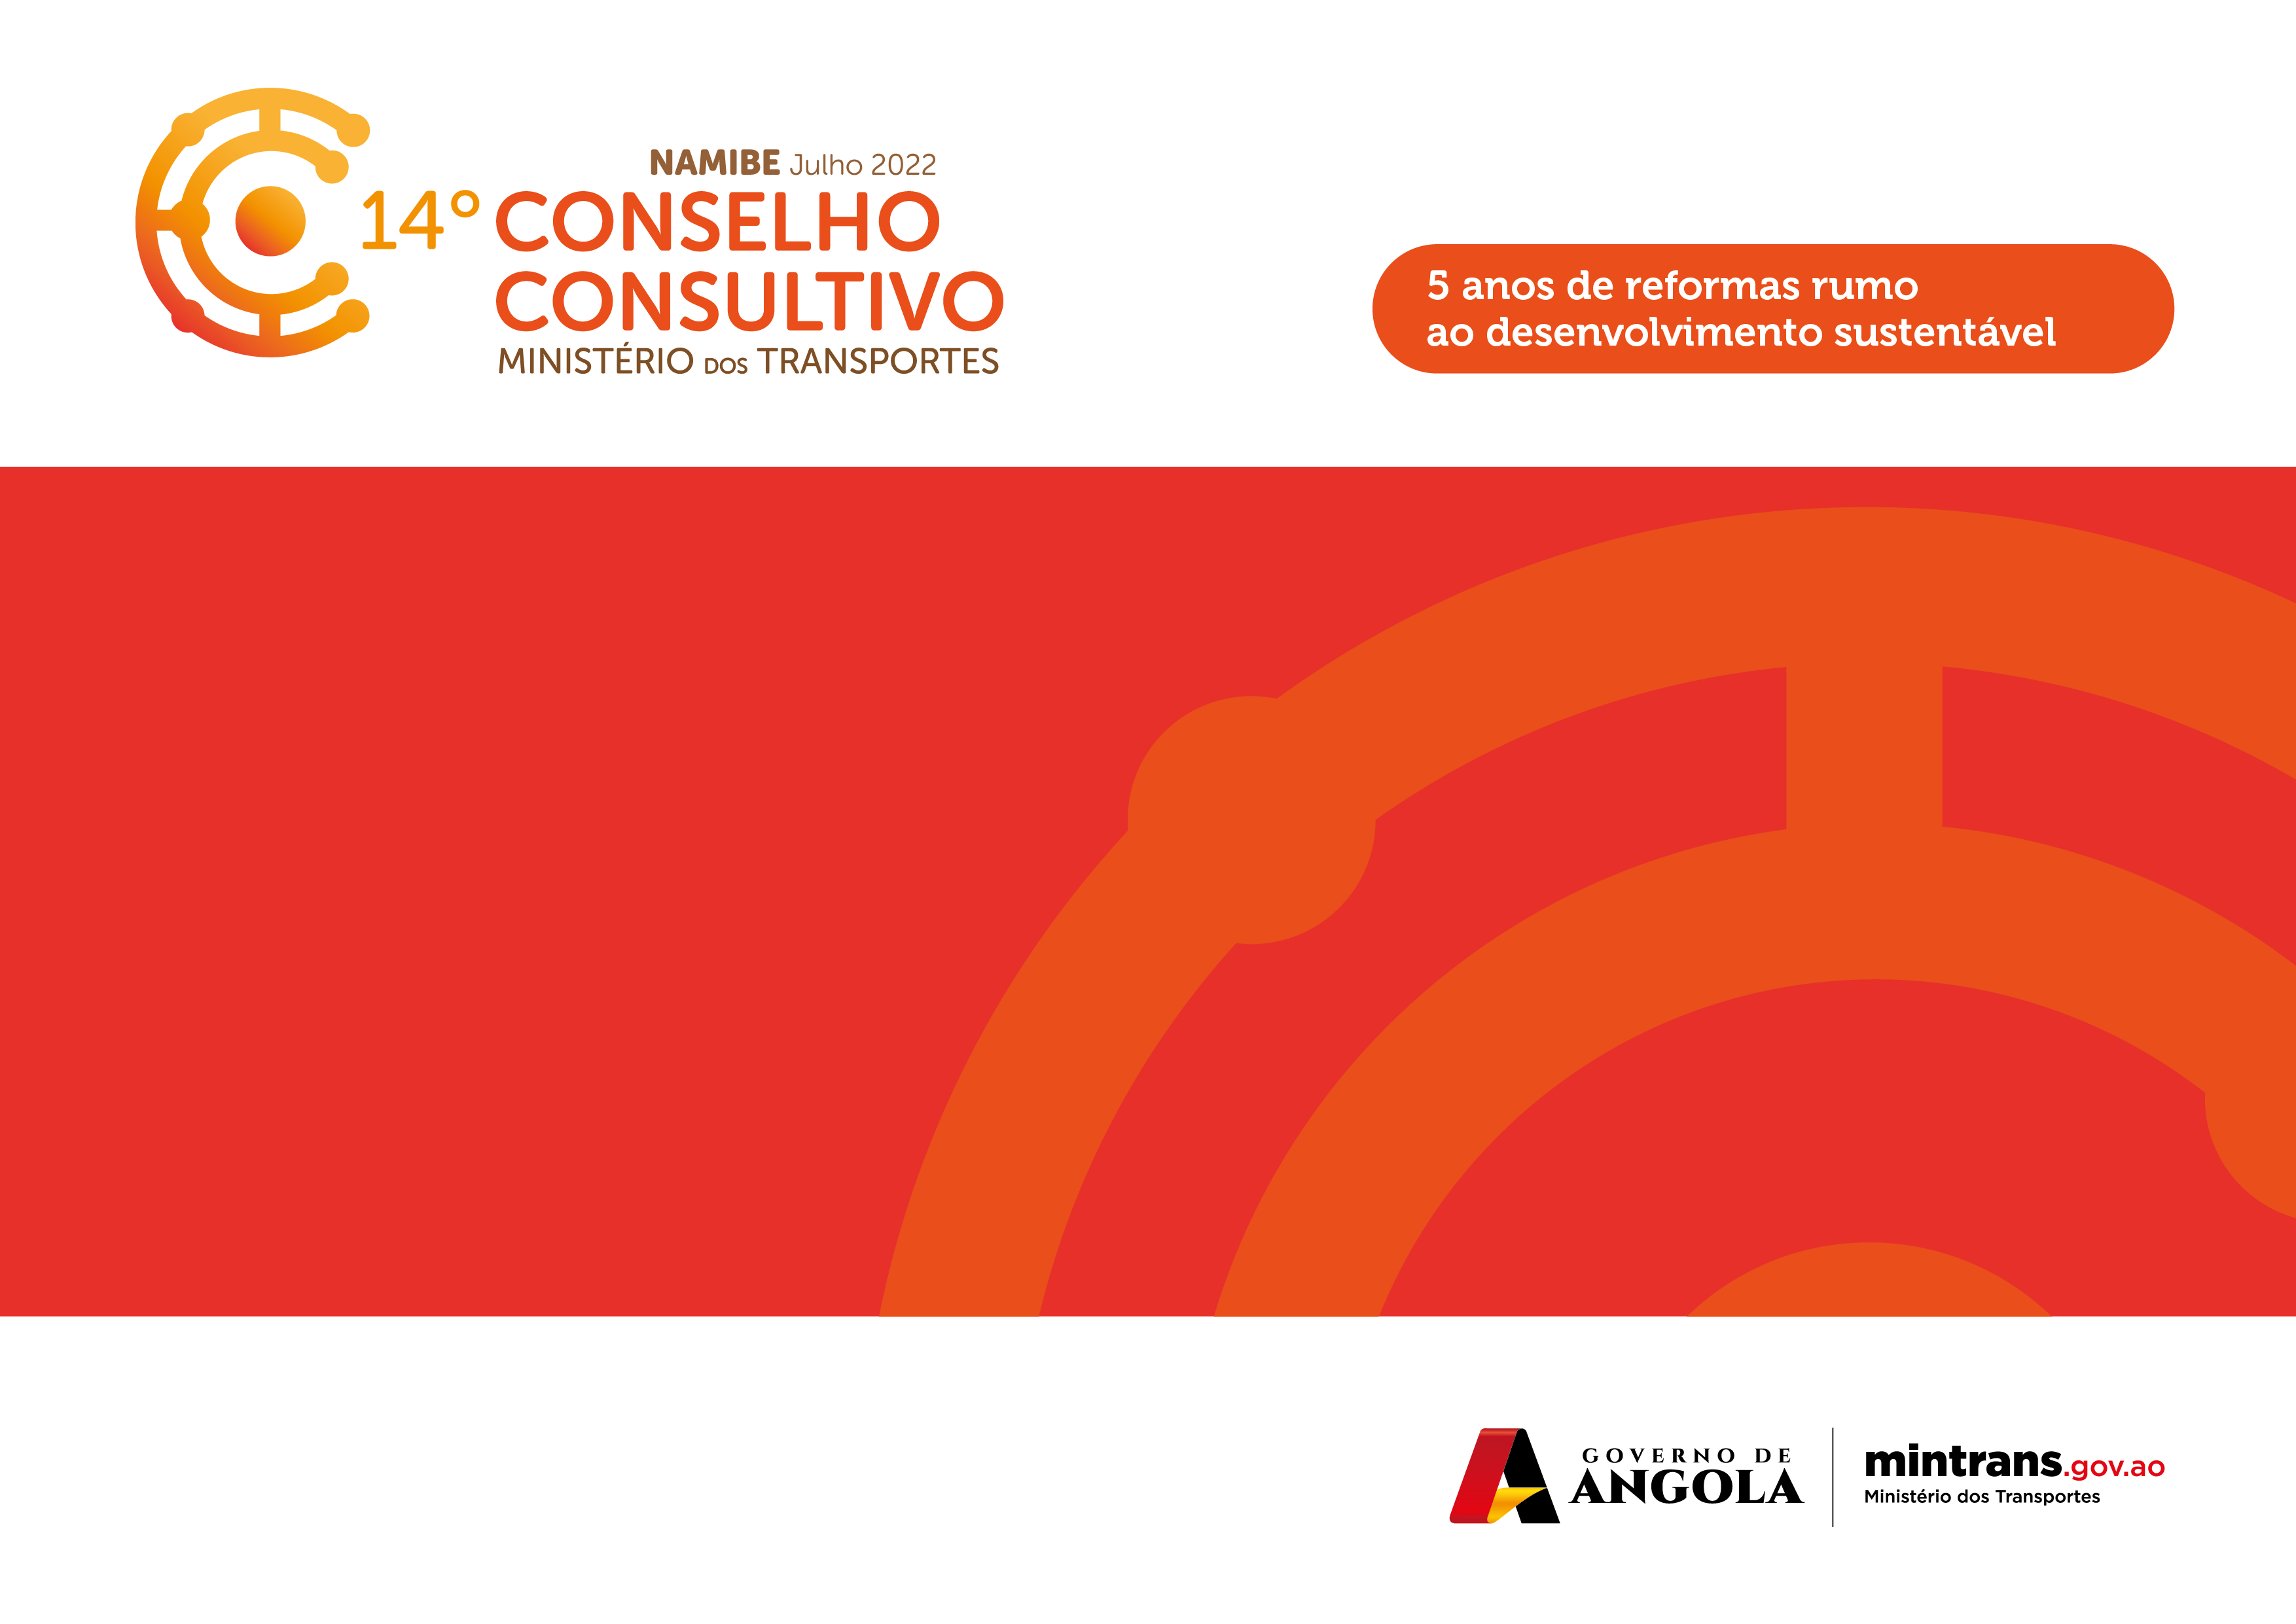 NAMIBE Julho 2022
14º CONSELHO
CONSULTIVO
MINISTÉRIO DOS TRANSPORTES
5 anos de reformas rumo
ao desenvolvimento sustentável
GOVERNO DE
ANGOLA
mintrans.gov.ao
Ministério dos Transportes